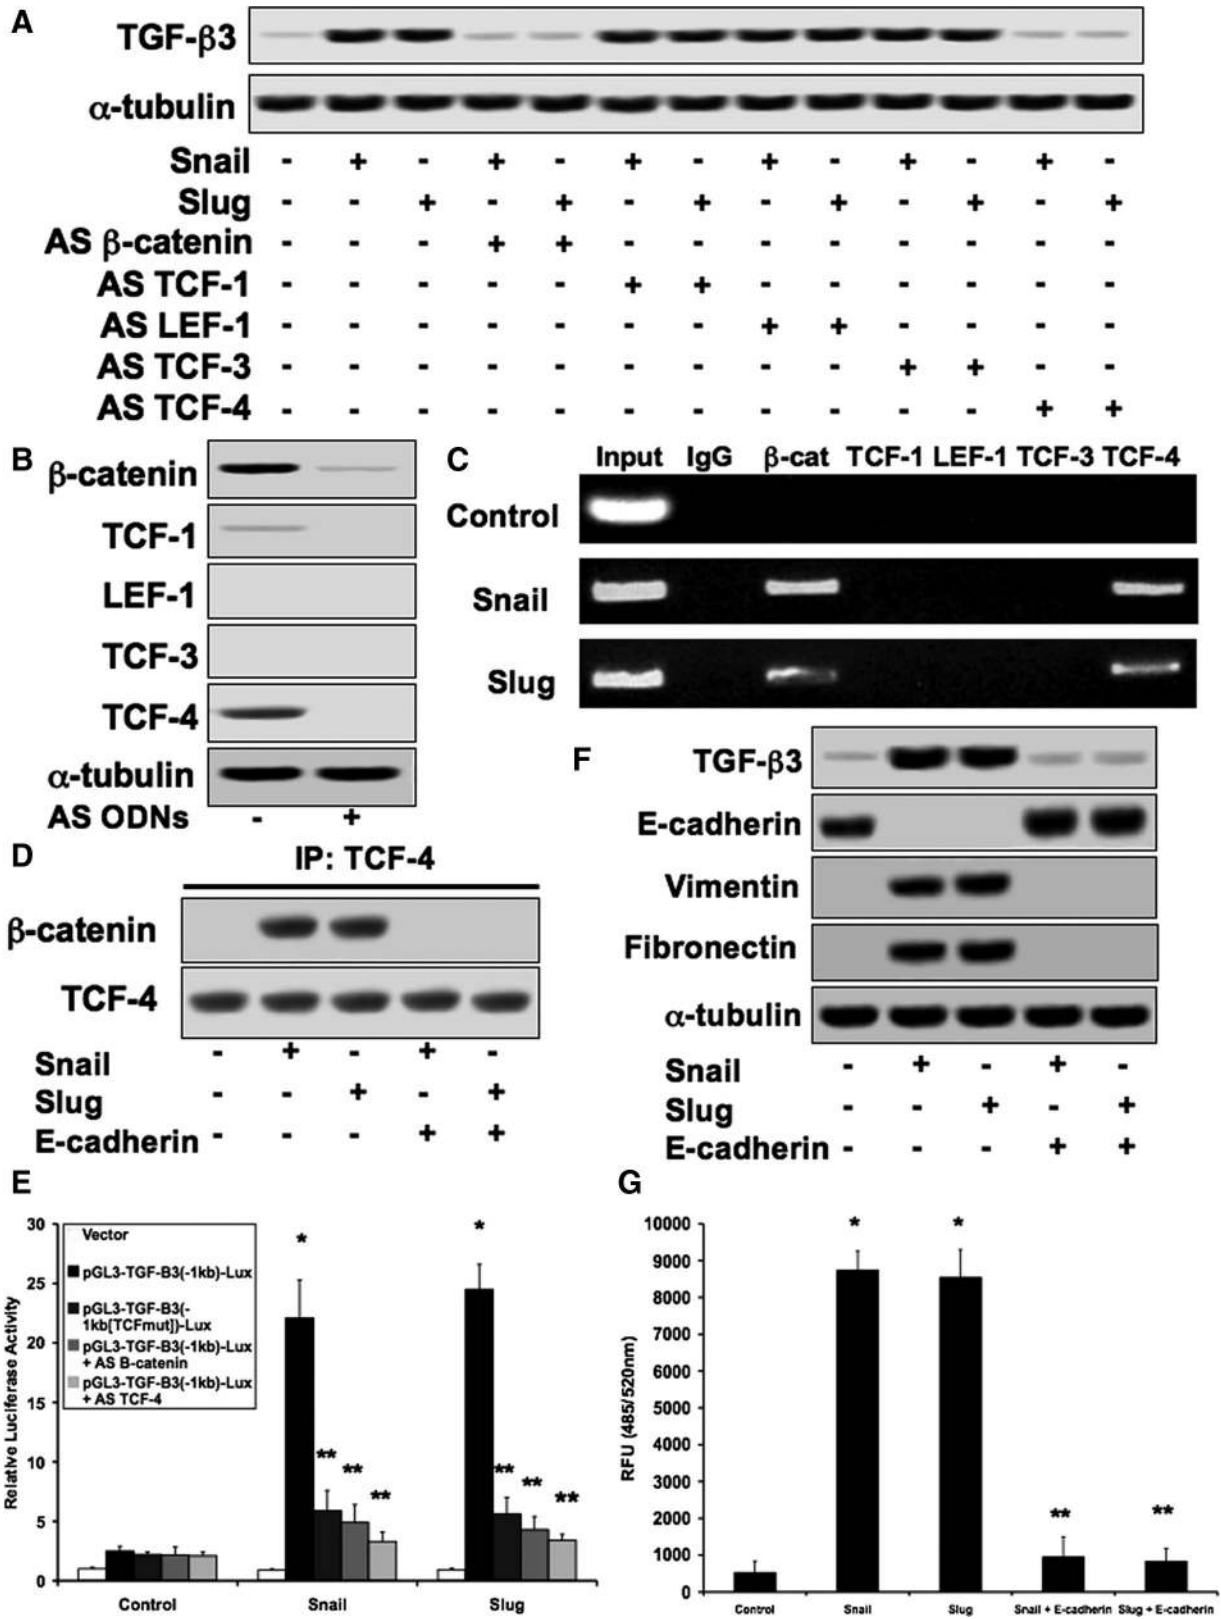 A
TGF-β3
α-tubulin
Snail - + - + - + - + - + - + -
Slug - - + - + - + - + - + - +
AS β-catenin - - - + + - - - - - - - -
AS TCF-1 - - - - - + + - - - - - -
AS LEF-1 - - - - - - - + + - - - -
AS TCF-3 - - - - - - - - - + + - -
AS TCF-4 - - - - - - - - - - - + +
B
β-catenin
TCF-1
LEF-1
TCF-3
TCF-4
α-tubulin
AS ODNs - +
C
Input IgG β-cat TCF-1 LEF-1 TCF-3 TCF-4
Control
Snail
Slug
D
IP: TCF-4
β-catenin
TCF-4
Snail - + - + -
Slug - - + - +
E-cadherin - - - + +
F
TGF-β3
E-cadherin
Vimentin
Fibronectin
α-tubulin
Snail - + - + -
Slug - - + - +
E-cadherin - - - + +
E
Relative Luciferase Activity
30
25
20
15
10
5
0
Vector
pGL3-TGF-B3(-1kb)-Lux
pGL3-TGF-B3(-
1kb[TCFmut])-Lux
pGL3-TGF-B3(-1kb)-Lux
+ AS B-catenin
pGL3-TGF-B3(-1kb)-Lux
+ AS TCF-4
* *
** ** ** ** ** **
Control Snail Slug
G
RFU (485/520nm)
10000
9000
8000
7000
6000
5000
4000
3000
2000
1000
0
* *
** **
Control Snail Slug Snail + E-cadherin Slug + E-cadherin